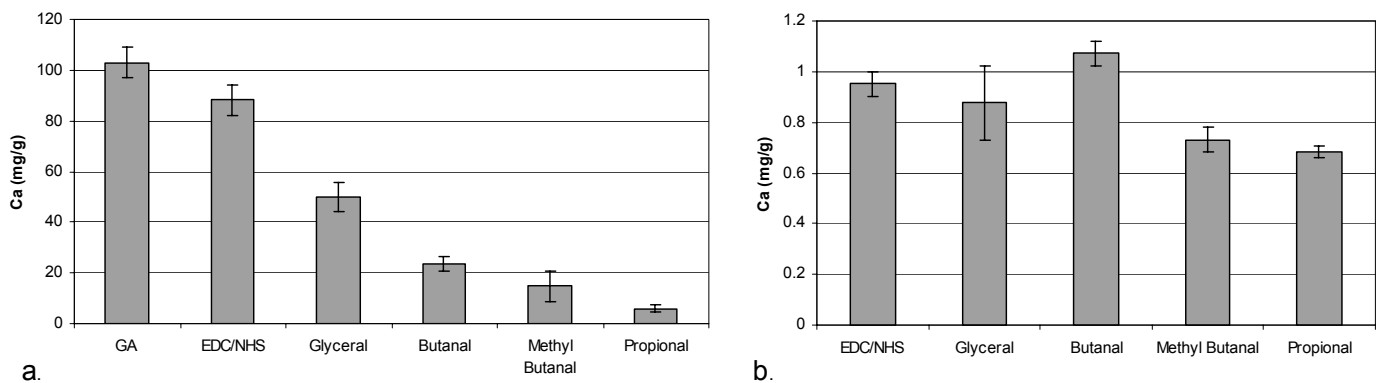 120
100
80
60
40
20
0
Ca (mg/g)
GA EDC/NHS Glyceral Butanal Methyl Butanal Propional
a.
1.2
1
0.8
0.6
0.4
0.2
0
Ca (mg/g)
EDC/NHS Glyceral Butanal Methyl Butanal Propional
b.